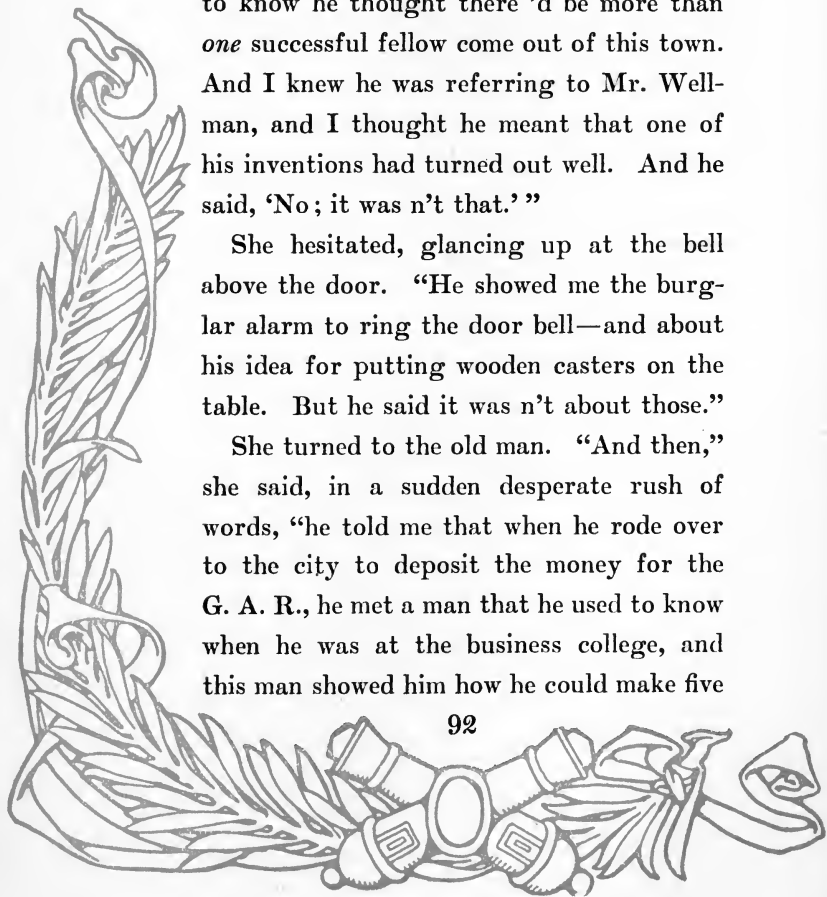 to know he thought there 'd be more than
one successful fellow come out of this town.
And I knew he was referring to Mr. Well-
man, and I thought he meant that one of
his inventions had turned out well. And he
said, ‘No; it was n't that.’ ”
She hesitated, glancing up at the bell
above the door. “He showed me the burg-
lar alarm to ring the door bell—and about
his idea for putting wooden casters on the
table. But he said it was n't about those.”
She turned to the old man. “And then,”
she said, in a sudden desperate rush of
words, “he told me that when he rode over
to the city to deposit the money for the
G. A. R., he met a man that he used to know
when he was at the business college, and
this man showed him how he could make five
92